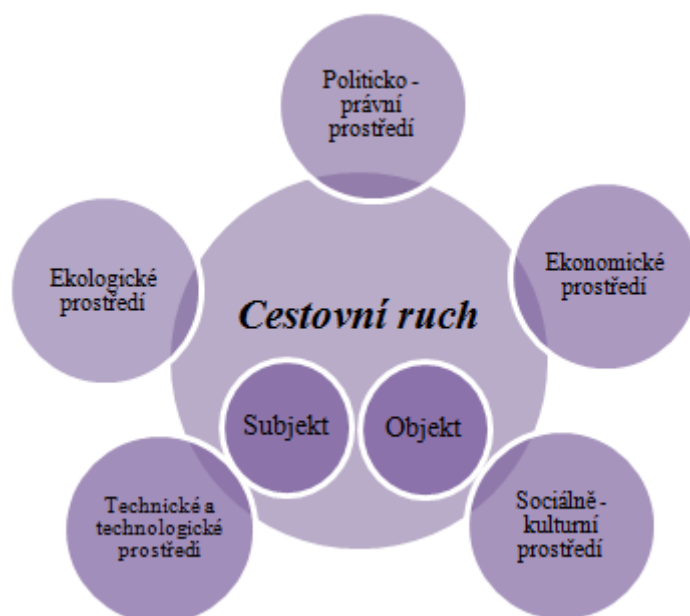 Politicko -
právní
prostředí
Ekologické
prostředí
Ekonomické
prostředí
Cestovní ruch
Subjekt
Objekt
Technické a
technologické
prostředí
Sociálně -
kulturní
prostředí